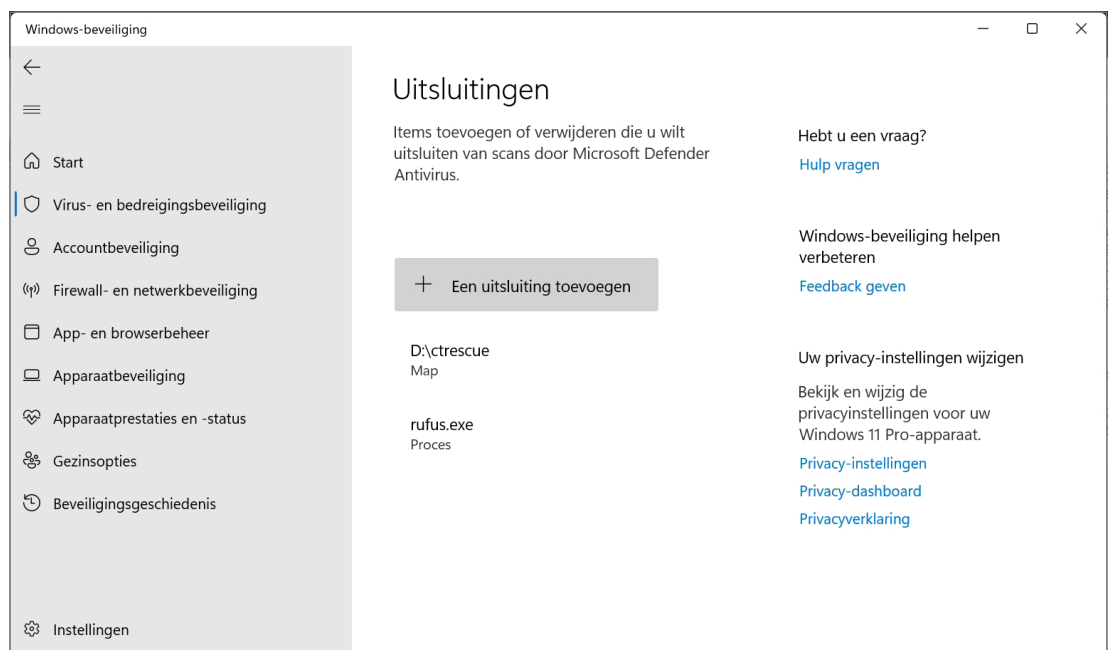 Windows-beveiliging
Start
Virus- en bedreigingsbeveiliging
Accountbeveiliging
Firewall- en netwerkbeveiliging
App- en browserbeheer
Apparaatbeveiliging
Apparaatprestaties en -status
Gezinsopties
Beveiligingsgeschiedenis
Instellingen
Uitsluitingen
Items toevoegen of verwijderen die u wilt
uitsluiten van scans door Microsoft Defender
Antivirus.
Een uitsluiting toevoegen
D:\ctrescue
Map
rufus.exe
Proces
Hebt u een vraag?
Hulp vragen
Windows-beveiliging helpen
verbeteren
Feedback geven
Uw privacy-instellingen wijzigen
Bekijk en wijzig de
privacyinstellingen voor uw
Windows 11 Pro-apparaat.
Privacy-instellingen
Privacy-dashboard
Privacyverklaring